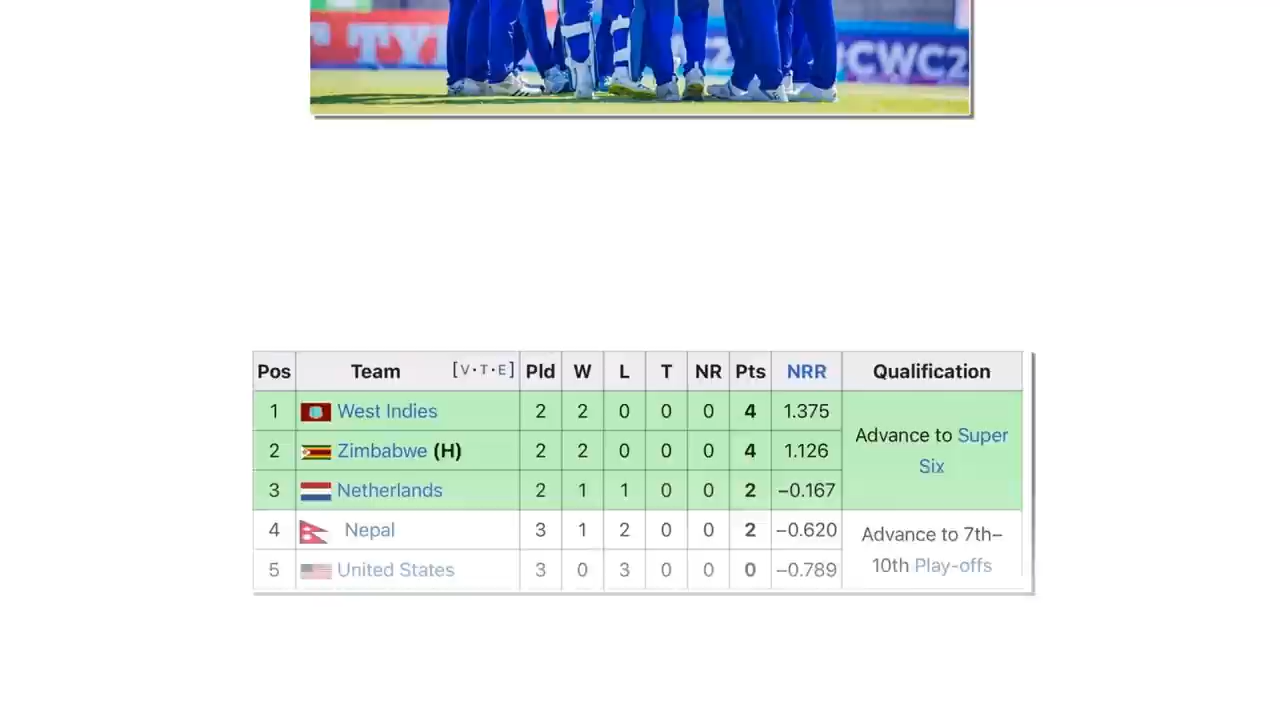 TY
CWC2
Pos Team [V·T·E] Pld W L T NR Pts NRR Qualification
1 West Indies 2 2 0 0 0 4 1.375 Advance to Super Six
2 Zimbabwe (H) 2 2 0 0 0 4 1.126
3 Netherlands 2 1 1 0 0 2 −0.167
4 Nepal 3 1 2 0 0 2 −0.620 Advance to 7th–10th Play-offs
5 United States 3 0 3 0 0 0 −0.789